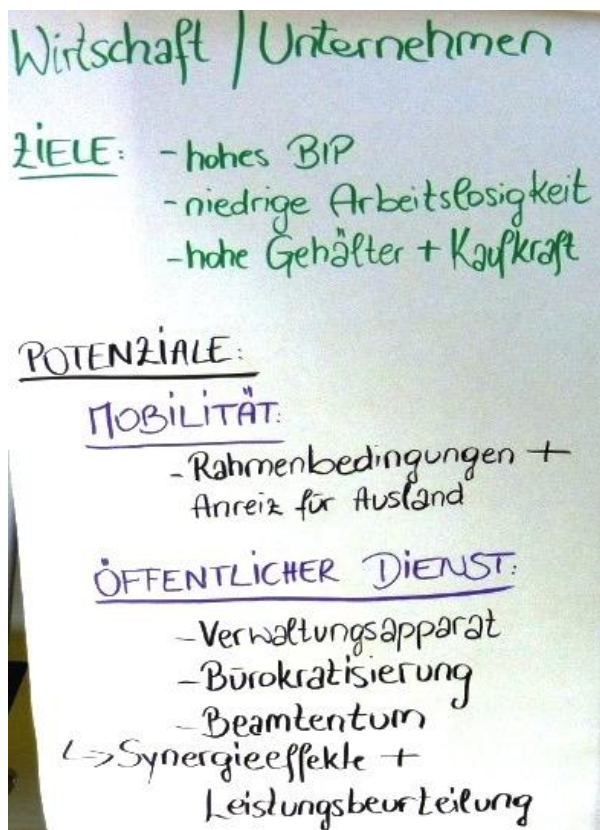 Wirtschaft / Unternehmen
ZIELE: - hohes BIP
- niedrige Arbeitslosigkeit
- hohe Gehälter + Kaufkraft
POTENZIALE:
MOBILITÄT:
- Rahmenbedingungen +
Anreiz für Ausland
ÖFFENTLICHER DIENST:
- Verwaltungsapparat
- Bürokratisierung
- Beamtentum
↳> Synergieeffekte +
Leistungsbeurteilung